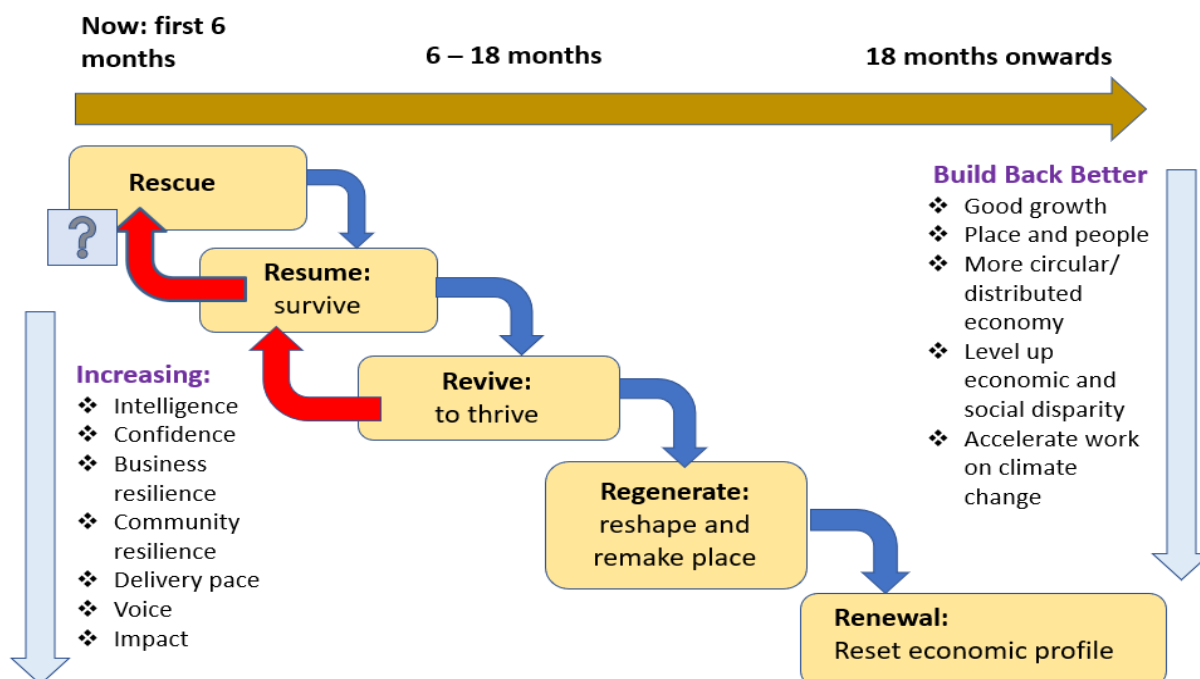 Now: first 6
months
6 – 18 months
18 months onwards
Rescue
?
Resume:
survive
Revive:
to thrive
Regenerate:
reshape and
remake place
Renewal:
Reset economic profile
Increasing:
❖ Intelligence
❖ Confidence
❖ Business
resilience
❖ Community
resilience
❖ Delivery pace
❖ Voice
❖ Impact
Build Back Better
❖ Good growth
❖ Place and people
❖ More circular/
distributed
economy
❖ Level up
economic and
social disparity
❖ Accelerate work
on climate
change